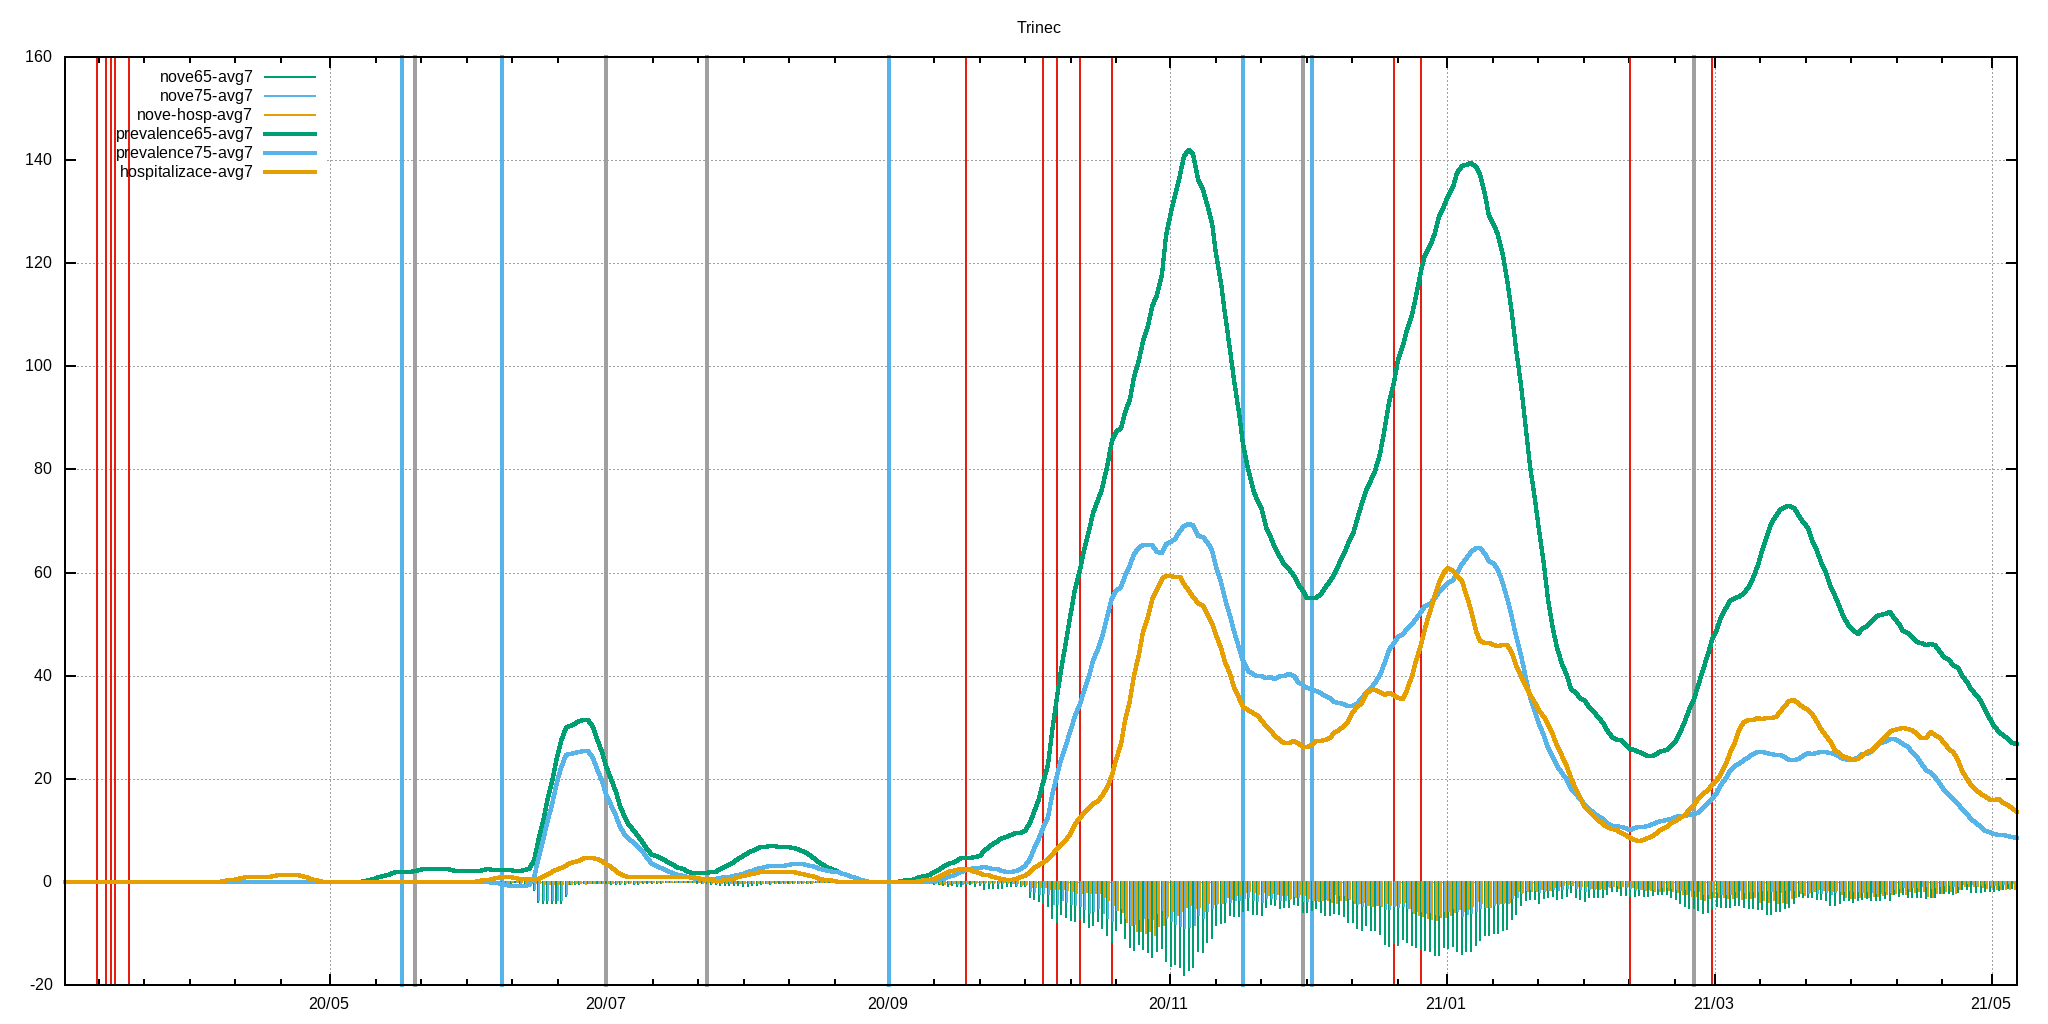 Trinec
160
140
120
100
80
60
40
20
0
-20
nove65-avg7
nove75-avg7
nove-hosp-avg7
prevalence65-avg7
prevalence75-avg7
hospitalizace-avg7
20/05 20/07 20/09 20/11 21/01 21/03 21/05